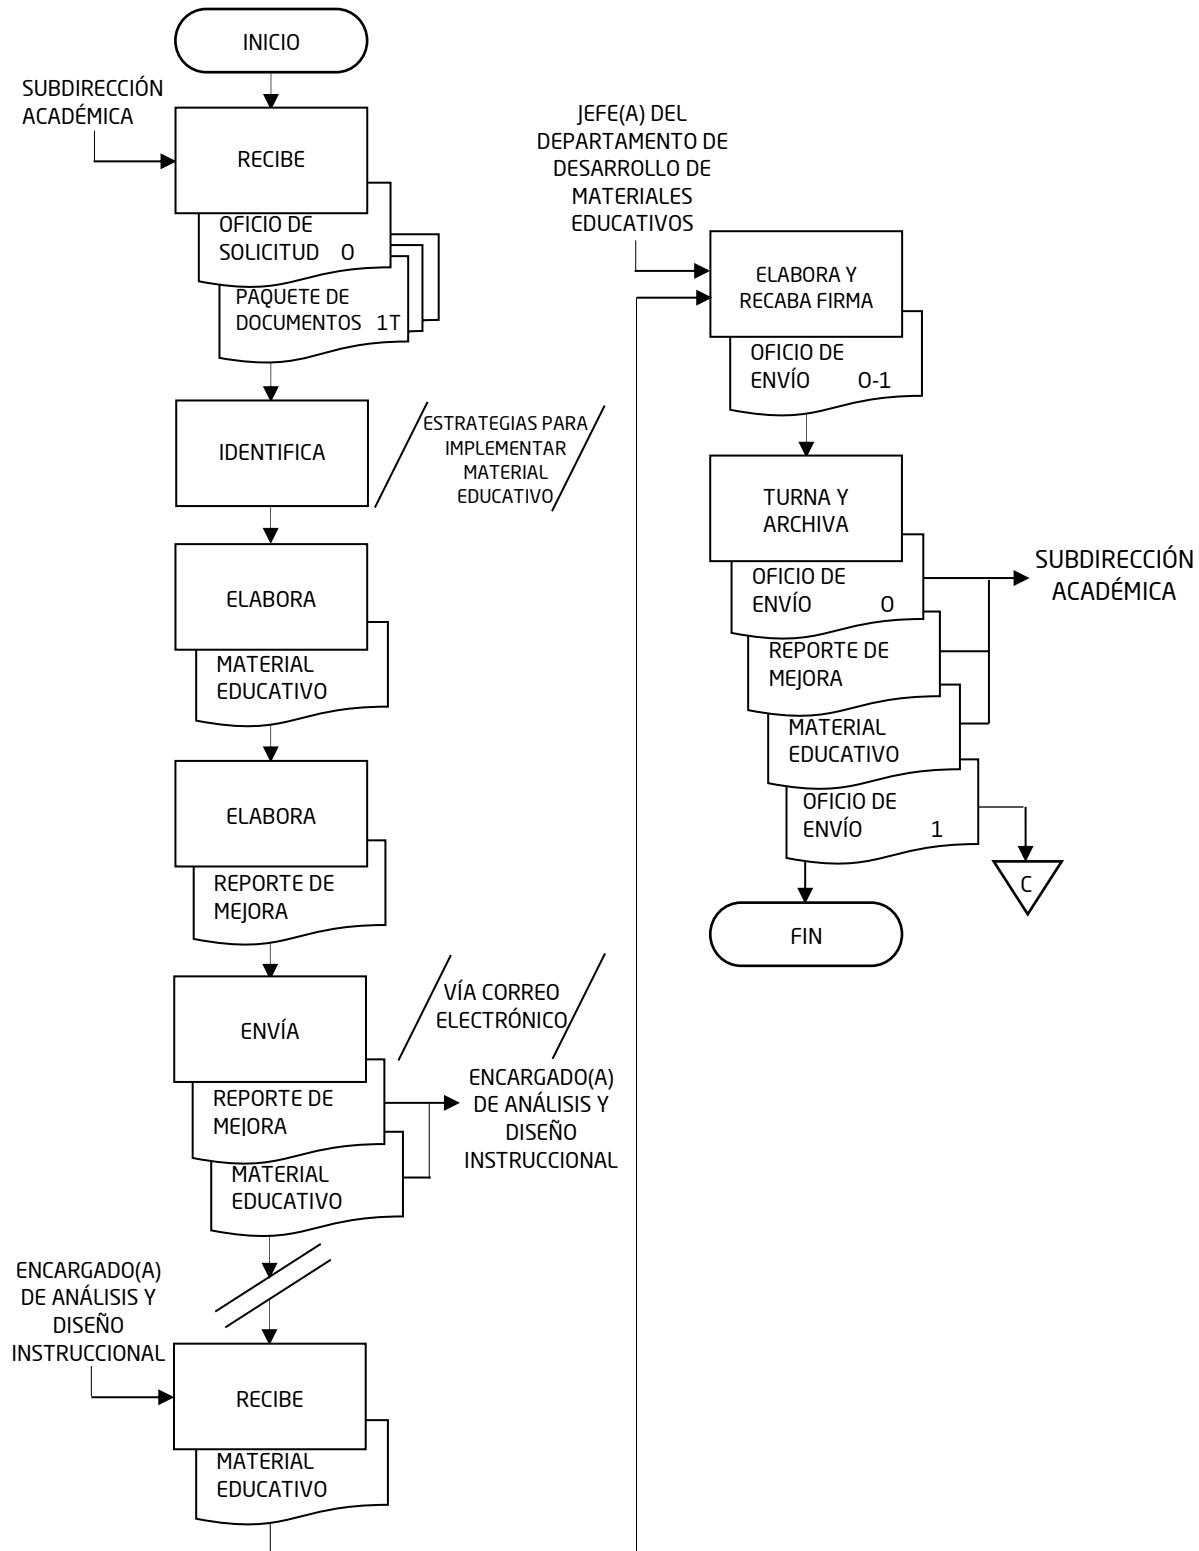 INICIO
SUBDIRECCIÓN
ACADÉMICA
RECIBE
OFICIO DE
SOLICITUD 0
PAQUETE DE
DOCUMENTOS 1T
IDENTIFICA
ESTRATEGIAS PARA
IMPLEMENTAR
MATERIAL
EDUCATIVO
ELABORA
MATERIAL
EDUCATIVO
ELABORA
REPORTE DE
MEJORA
ENVÍA
VÍA CORREO
ELECTRÓNICO
REPORTE DE
MEJORA
MATERIAL
EDUCATIVO
ENCARGADO(A)
DE ANÁLISIS Y
DISEÑO
INSTRUCCIONAL
ENCARGADO(A)
DE ANÁLISIS Y
DISEÑO
INSTRUCCIONAL
RECIBE
MATERIAL
EDUCATIVO
JEFE(A) DEL
DEPARTAMENTO DE
DESARROLLO DE
MATERIALES
EDUCATIVOS
ELABORA Y
RECABA FIRMA
OFICIO DE
ENVÍO 0-1
TURNA Y
ARCHIVA
OFICIO DE
ENVÍO 0
REPORTE DE
MEJORA
MATERIAL
EDUCATIVO
OFICIO DE
ENVÍO 1
SUBDIRECCIÓN
ACADÉMICA
C
FIN